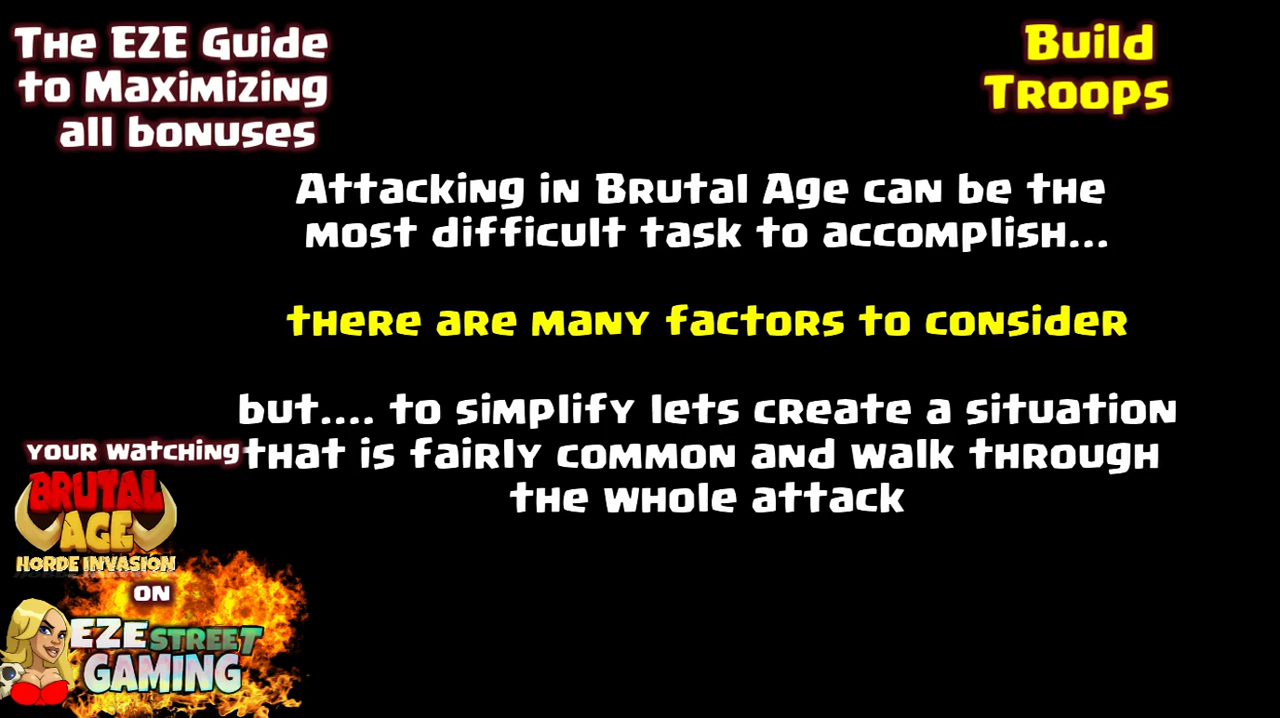 The EZE Guide
to Maximizing
all bonuses
Build
Troops
Attacking in Brutal Age can be the
most difficult task to accomplish...
there are many factors to consider
but.... to simplify lets create a situation
that is fairly common and walk through
the whole attack
your watching
BRUTAL
AGE
HORDE INVASION
on
EZE STREET
GAMING